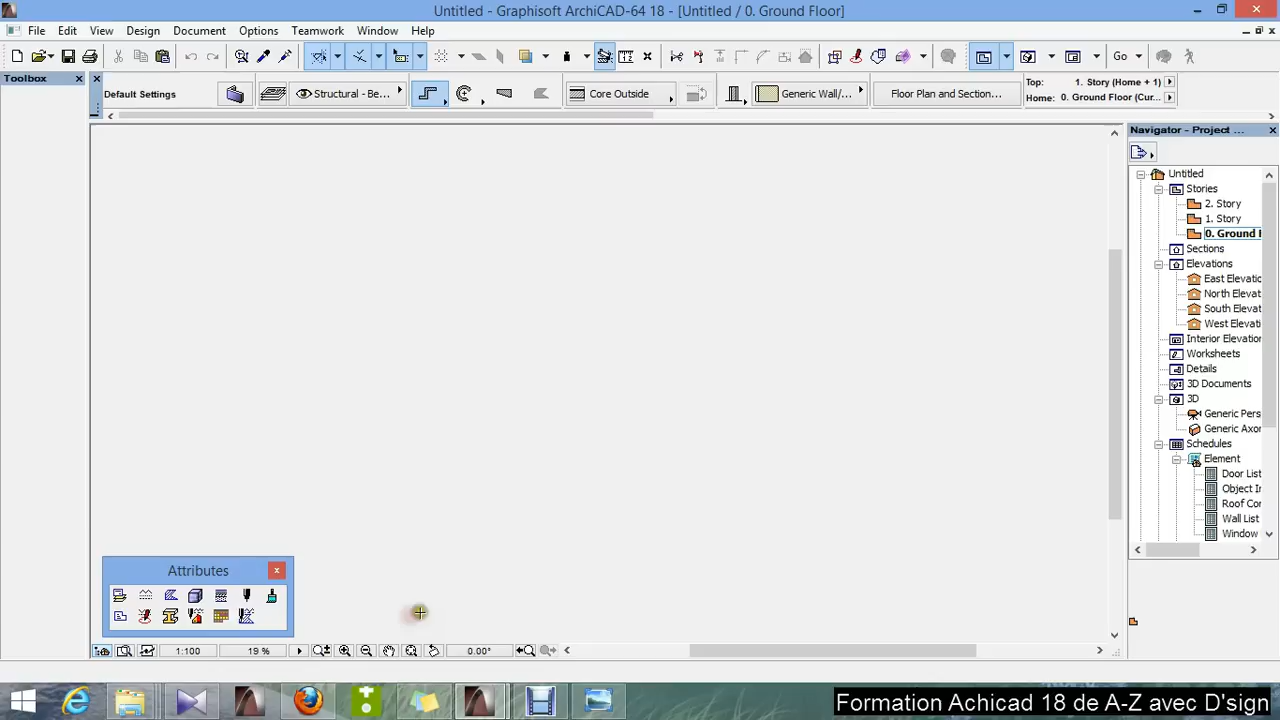 Untitled - Graphisoft ArchiCAD-64 18 - [Untitled / 0. Ground Floor]
File Edit View Design Document Options Teamwork Window Help
Go
Toolbox
Default Settings
Structural - Be...
Core Outside
Generic Wall/...
Floor Plan and Section...
Top: 1. Story (Home + 1)
Home: 0. Ground Floor (Cur...
Navigator - Project ...
Untitled
Stories
2. Story
1. Story
0. Ground F
Sections
Elevations
East Elevatio
North Elevat
South Elevat
West Elevati
Interior Elevation
Worksheets
Details
3D Documents
3D
Generic Pers
Generic Axor
Schedules
Element
Door List
Object In
Roof Cor
Wall List
Window
Attributes
1:100
19 %
0.00°
Formation Achicad 18 de A-Z avec D'sign